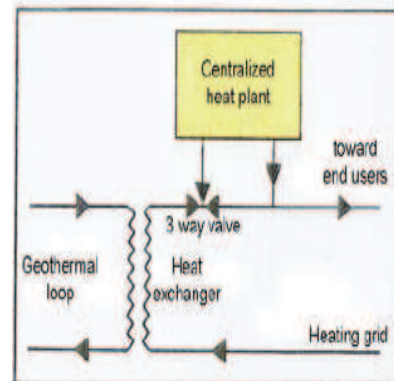 Centralized
heat plant
toward
end users
3 way valve
Geothermal
loop
Heat
exchanger
Heating grid